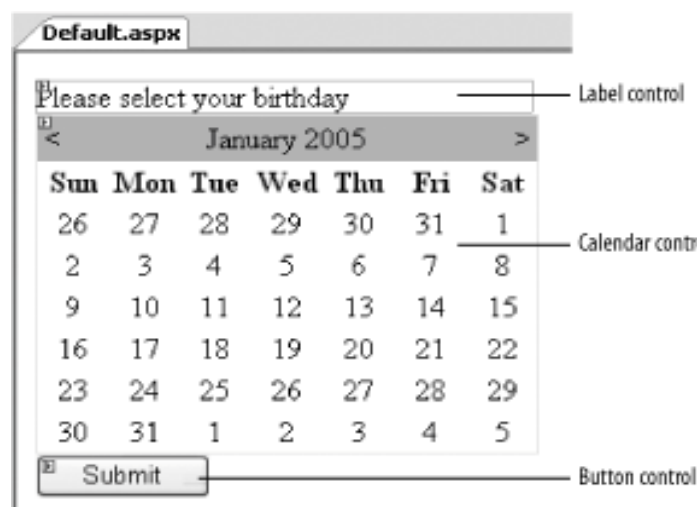 Default.aspx
Please select your birthday
Label control
< January 2005 >
Sun Mon Tue Wed Thu Fri Sat
26 27 28 29 30 31 1
Calendar contr
2 3 4 5 6 7 8
9 10 11 12 13 14 15
16 17 18 19 20 21 22
23 24 25 26 27 28 29
30 31 1 2 3 4 5
Submit
Button control